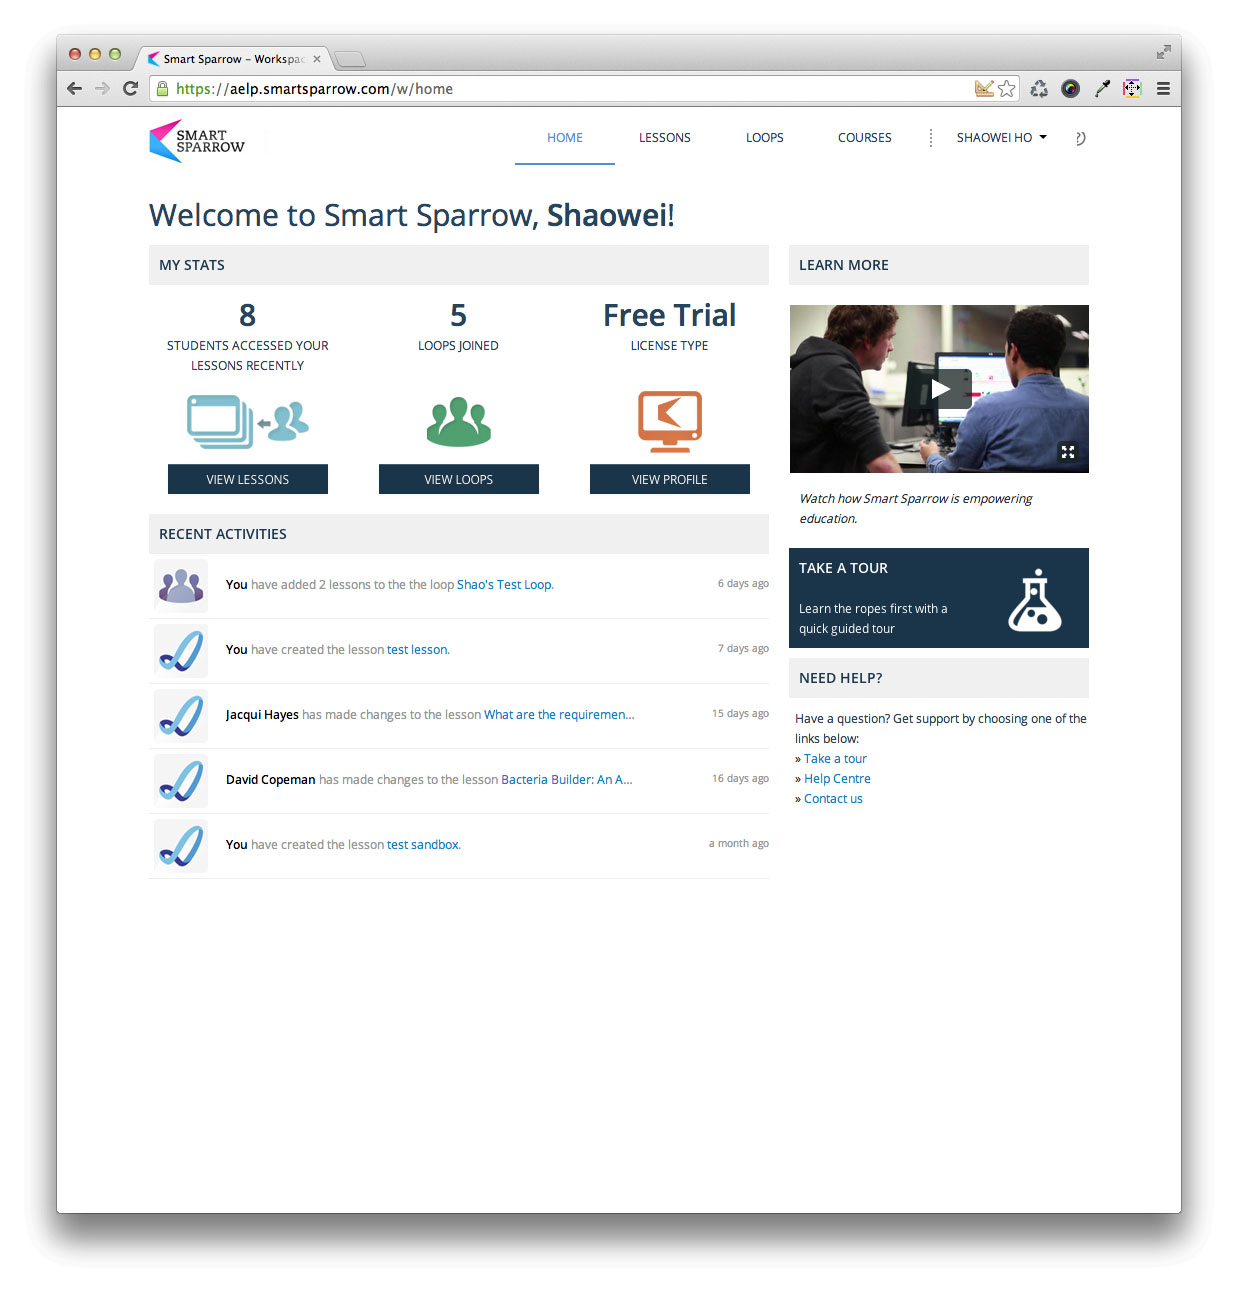 Smart Sparrow – Workspac
https://aelp.smartsparrow.com/w/home
SMART
SPARROW
HOME
LESSONS
LOOPS
COURSES
SHAOWEI HO
Welcome to Smart Sparrow, Shaowei!
MY STATS
8
STUDENTS ACCESSED YOUR
LESSONS RECENTLY
VIEW LESSONS
5
LOOPS JOINED
VIEW LOOPS
Free Trial
LICENSE TYPE
VIEW PROFILE
RECENT ACTIVITIES
You have added 2 lessons to the the loop Shao's Test Loop. 6 days ago
You have created the lesson test lesson. 7 days ago
Jacqui Hayes has made changes to the lesson What are the requiremen... 15 days ago
David Copeman has made changes to the lesson Bacteria Builder: An A... 16 days ago
You have created the lesson test sandbox. a month ago
LEARN MORE
Watch how Smart Sparrow is empowering
education.
TAKE A TOUR
Learn the ropes first with a
quick guided tour
NEED HELP?
Have a question? Get support by choosing one of the
links below:
» Take a tour
» Help Centre
» Contact us